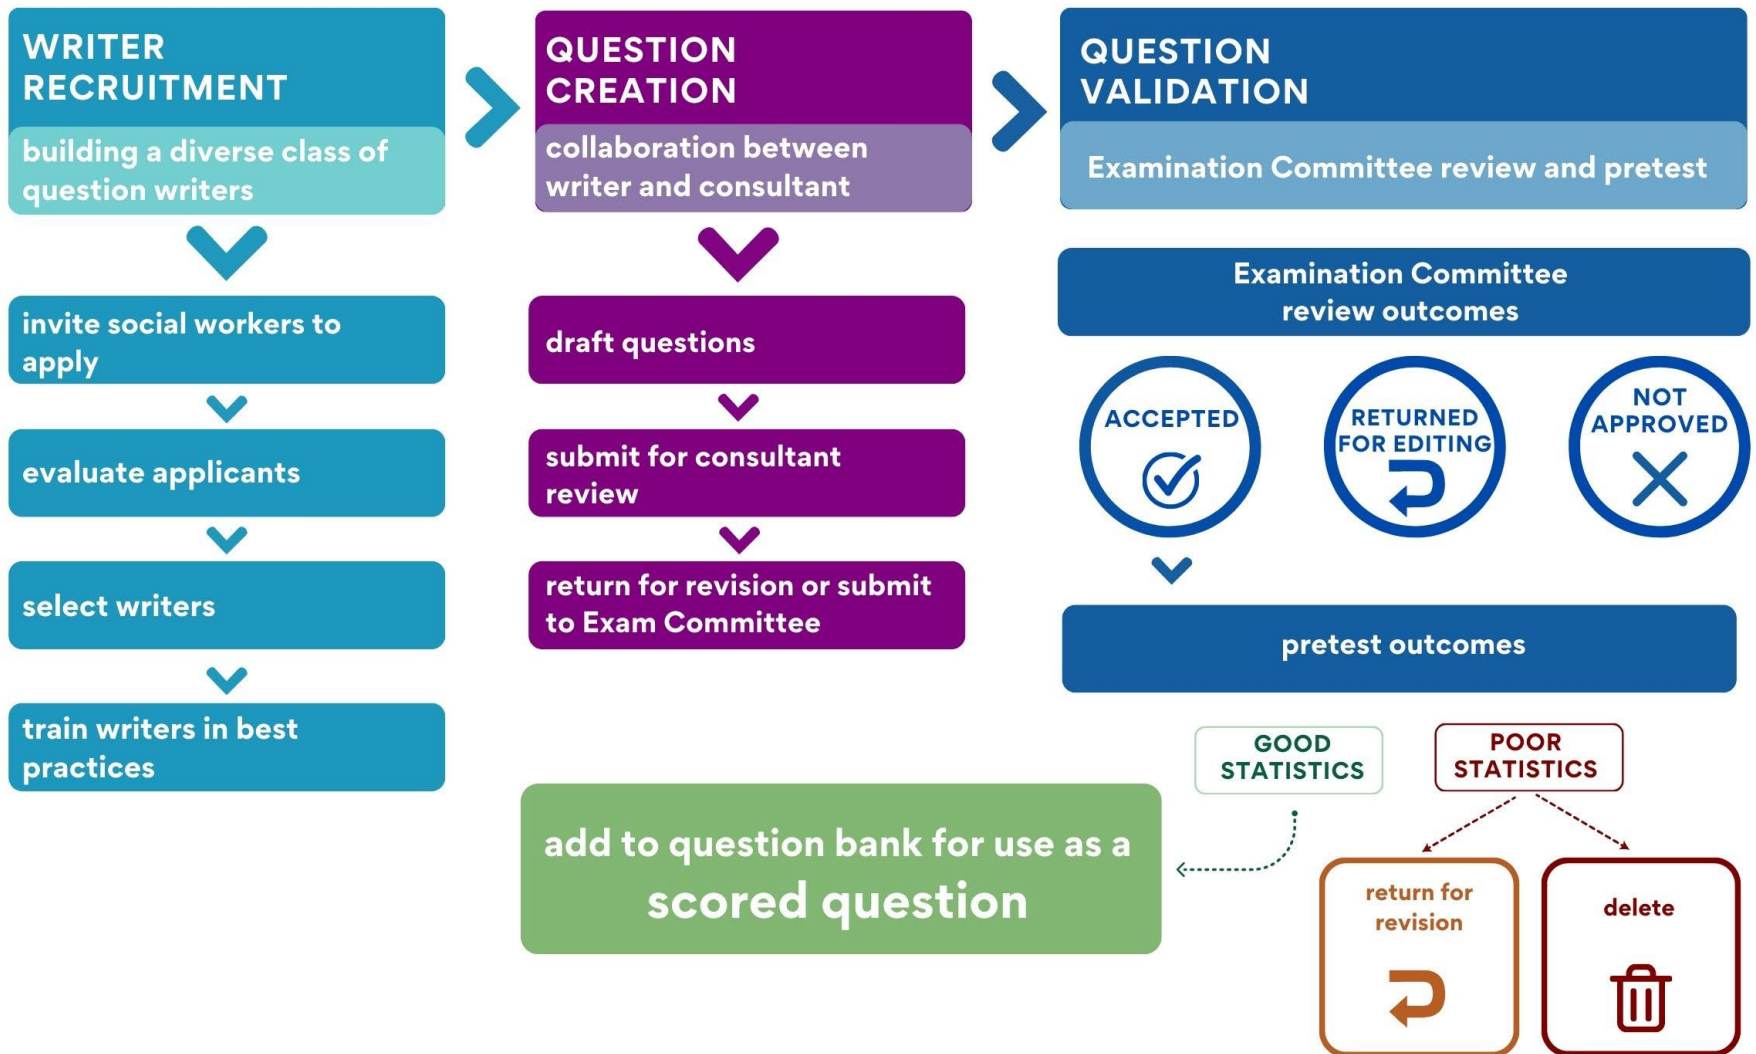 WRITER
RECRUITMENT
building a diverse class of
question writers
invite social workers to
apply
evaluate applicants
select writers
train writers in best
practices
QUESTION
CREATION
collaboration between
writer and consultant
draft questions
submit for consultant
review
return for revision or submit
to Exam Committee
QUESTION
VALIDATION
Examination Committee review and pretest
Examination Committee
review outcomes
ACCEPTED
RETURNED
FOR EDITING
NOT
APPROVED
pretest outcomes
GOOD
STATISTICS
POOR
STATISTICS
add to question bank for use as a
scored question
return for
revision
delete